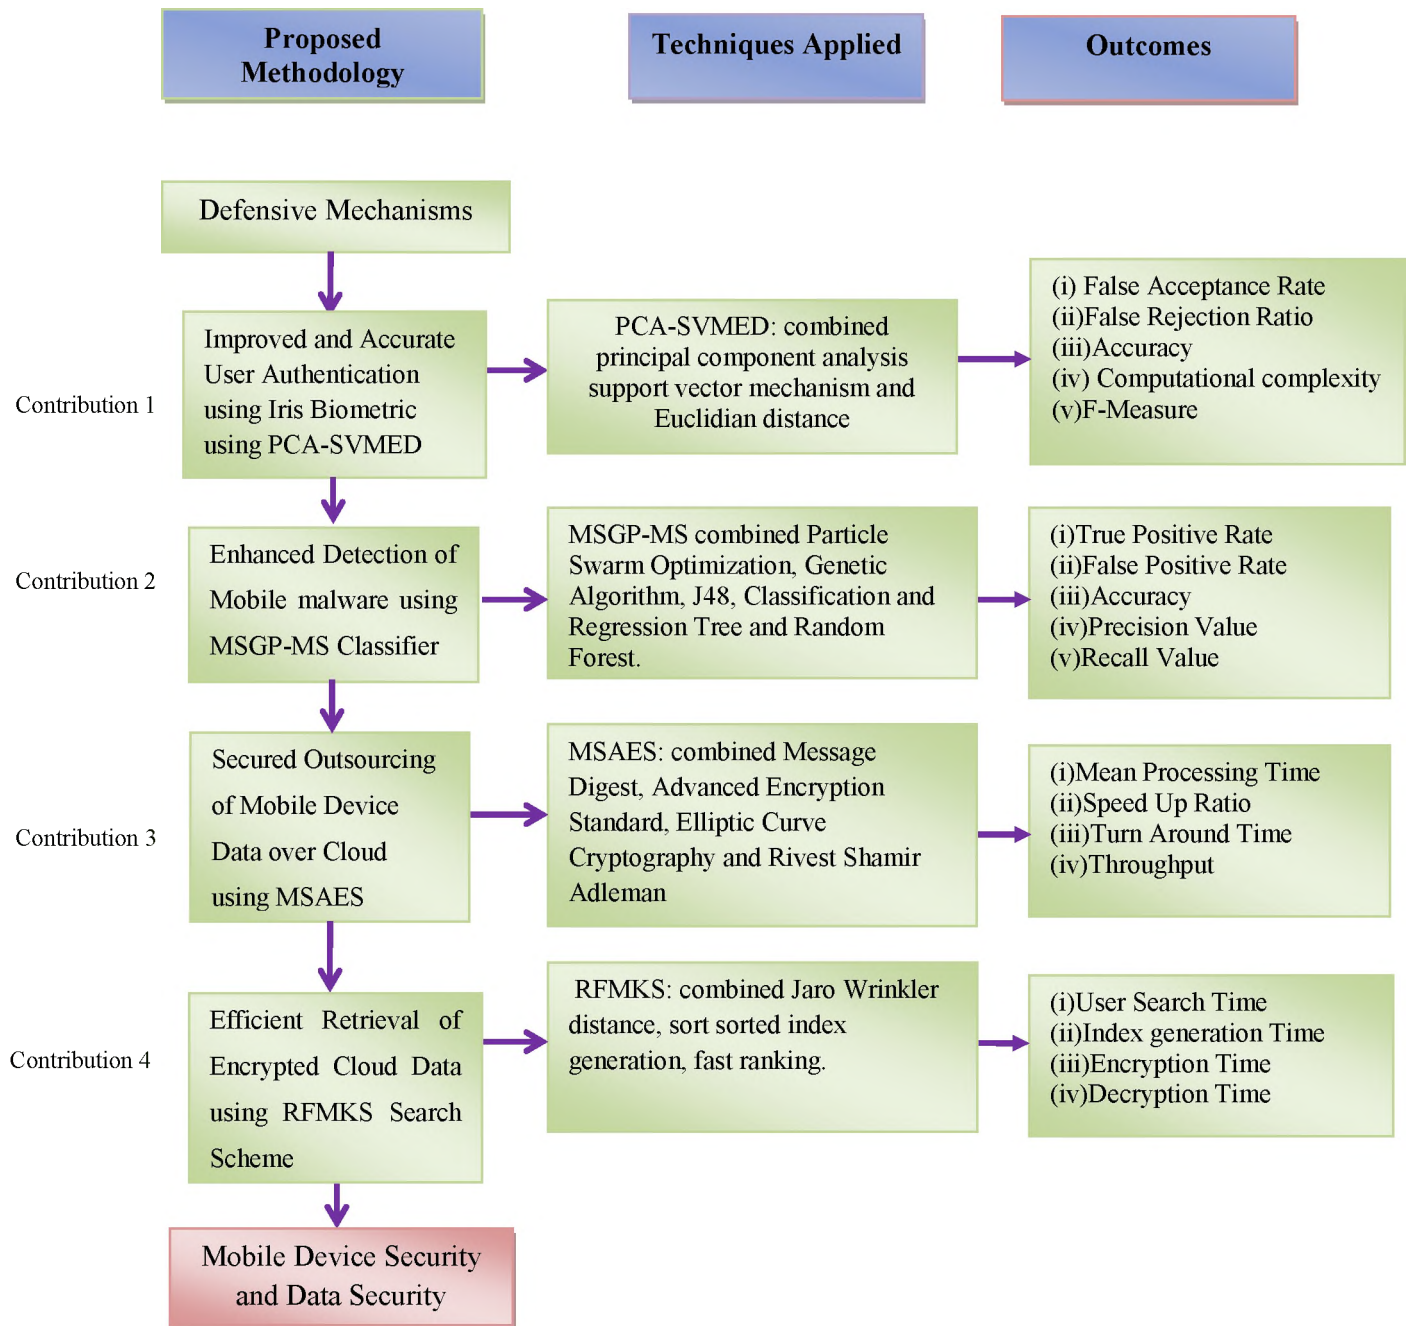 Proposed
Methodology
Techniques Applied
Outcomes
Defensive Mechanisms
Contribution 1
Improved and Accurate
User Authentication
using Iris Biometric
using PCA-SVMED
PCA-SVMED: combined
principal component analysis
support vector mechanism and
Euclidian distance
(i) False Acceptance Rate
(ii)False Rejection Ratio
(iii)Accuracy
(iv) Computational complexity
(v)F-Measure
Contribution 2
Enhanced Detection of
Mobile malware using
MSGP-MS Classifier
MSGP-MS combined Particle
Swarm Optimization, Genetic
Algorithm, J48, Classification and
Regression Tree and Random
Forest.
(i)True Positive Rate
(ii)False Positive Rate
(iii)Accuracy
(iv)Precision Value
(v)Recall Value
Contribution 3
Secured Outsourcing
of Mobile Device
Data over Cloud
using MSAES
MSAES: combined Message
Digest, Advanced Encryption
Standard, Elliptic Curve
Cryptography and Rivest Shamir
Adleman
(i)Mean Processing Time
(ii)Speed Up Ratio
(iii)Turn Around Time
(iv)Throughput
Contribution 4
Efficient Retrieval of
Encrypted Cloud Data
using RFMKS Search
Scheme
RFMKS: combined Jaro Wrinkler
distance, sort sorted index
generation, fast ranking.
(i)User Search Time
(ii)Index generation Time
(iii)Encryption Time
(iv)Decryption Time
Mobile Device Security
and Data Security